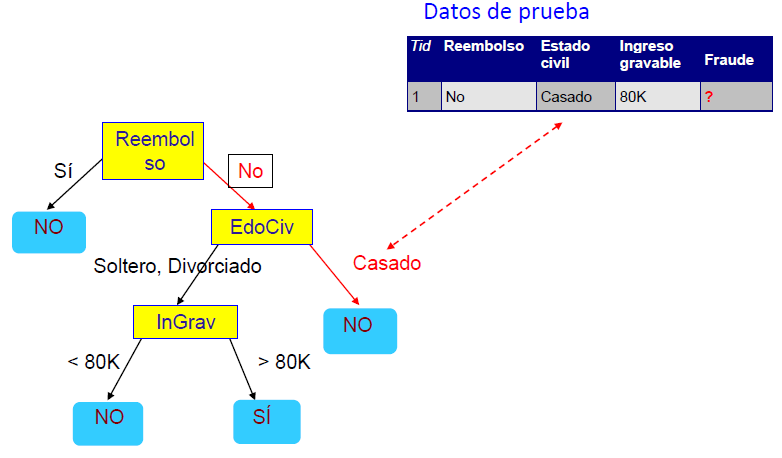 Datos de prueba
Tid Reembolso Estado civil Ingreso gravable Fraude
1 No Casado 80K ?
Reembol
so
Sí
No
NO
EdoCiv
Soltero, Divorciado
Casado
InGrav
NO
< 80K
> 80K
NO
SÍ